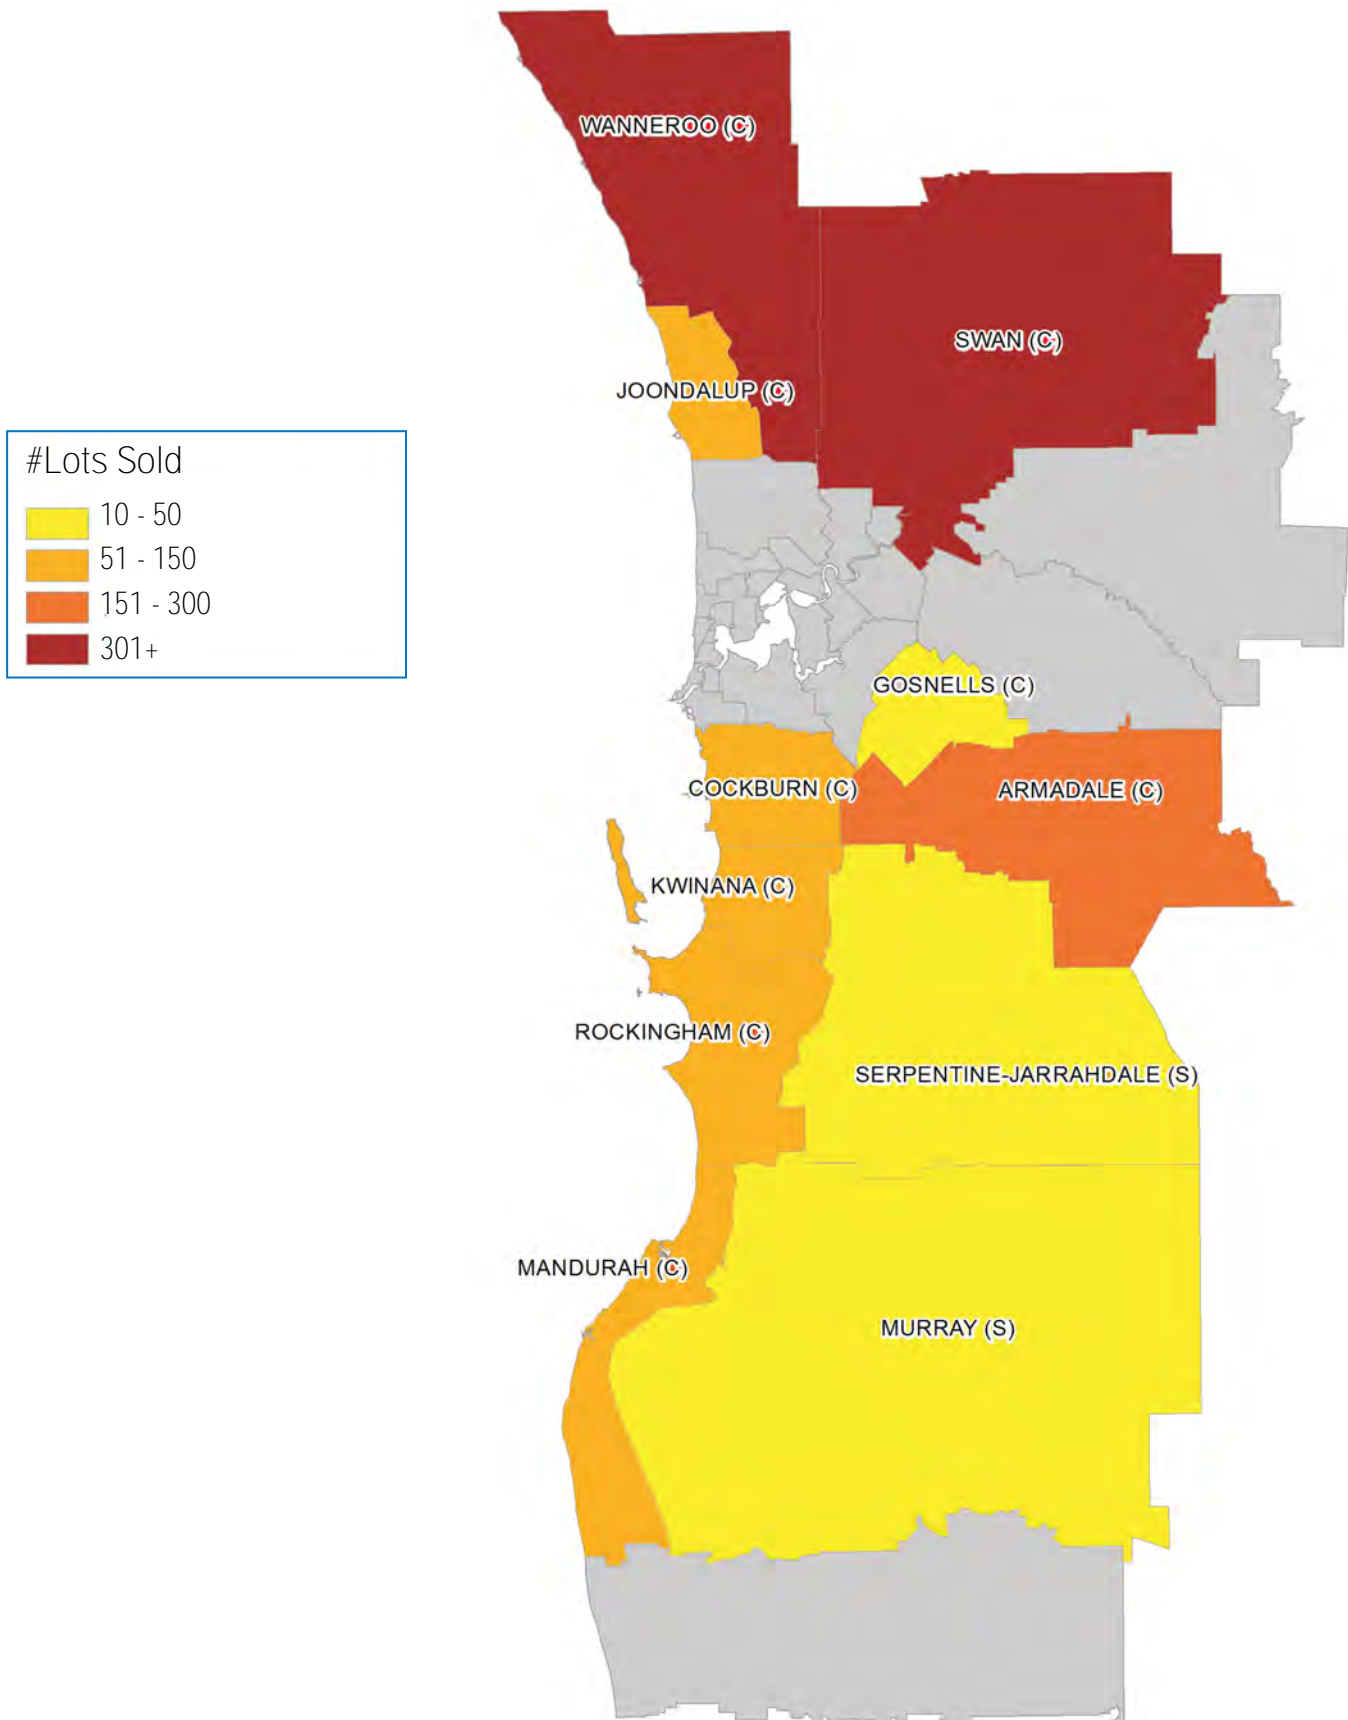 WANNEROO (C)
SWAN (C)
JOONDALUP (C)
#Lots Sold
10 - 50
51 - 150
151 - 300
301+
GOSNELLS (C)
COCKBURN (C)
ARMADALE (C)
KWINANA (C)
ROCKINGHAM (C)
SERPENTINE-JARRAHDALE (S)
MANDURAH (C)
MURRAY (S)